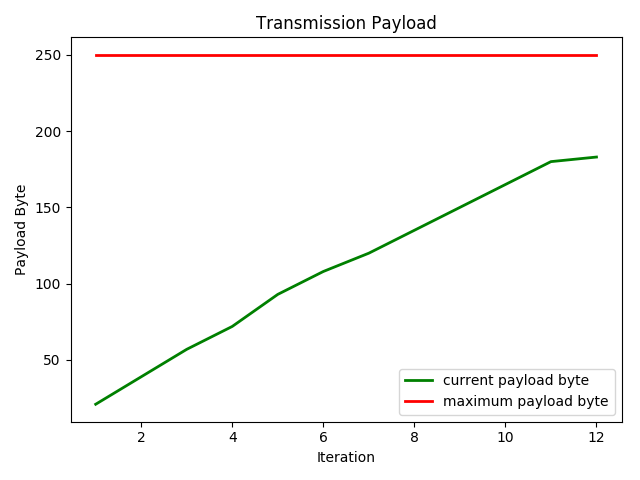 Transmission Payload
Payload Byte
250
200
150
100
50
current payload byte
maximum payload byte
2 4 6 8 10 12
Iteration